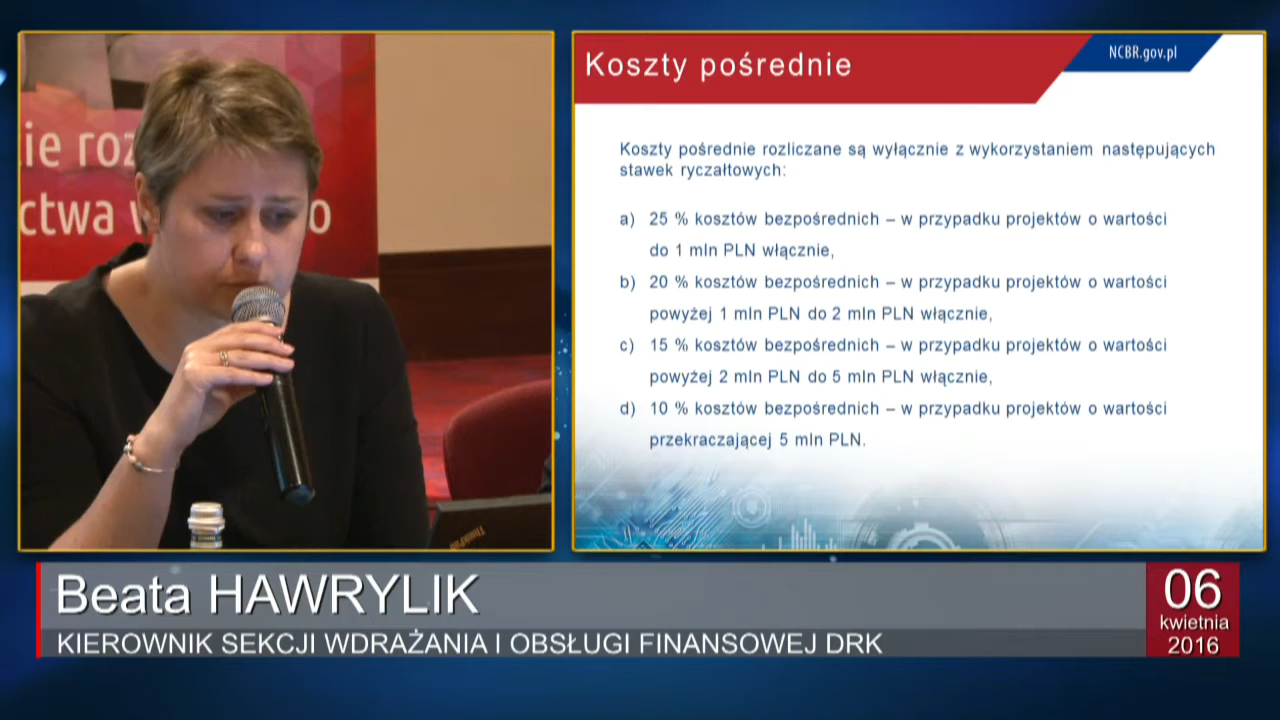 ie roz
ctwa w
o
Koszty pośrednie
NCBR.gov.pl
Koszty pośrednie rozliczane są wyłącznie z wykorzystaniem następujących
stawek ryczałtowych:
a) 25 % kosztów bezpośrednich – w przypadku projektów o wartości
do 1 mln PLN włącznie,
b) 20 % kosztów bezpośrednich – w przypadku projektów o wartości
powyżej 1 mln PLN do 2 mln PLN włącznie,
c) 15 % kosztów bezpośrednich – w przypadku projektów o wartości
powyżej 2 mln PLN do 5 mln PLN włącznie,
d) 10 % kosztów bezpośrednich – w przypadku projektów o wartości
przekraczającej 5 mln PLN.
ThinkPad
Beata HAWRYLIK
KIEROWNIK SEKCJI WDRAŻANIA I OBSŁUGI FINANSOWEJ DRK
06
kwietnia
2016